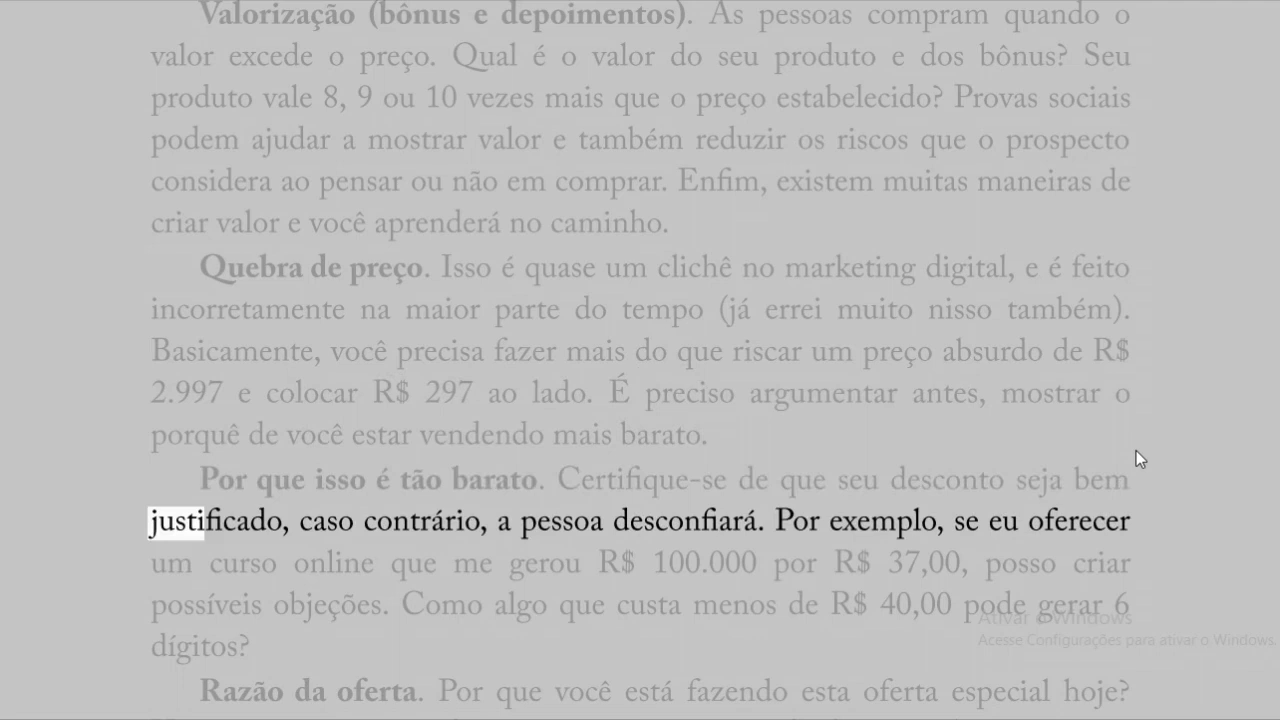 Valorização (bônus e depoimentos). As pessoas compram quando o
valor excede o preço. Qual é o valor do seu produto e dos bônus? Seu
produto vale 8, 9 ou 10 vezes mais que o preço estabelecido? Provas sociais
podem ajudar a mostrar valor e também reduzir os riscos que o prospecto
considera ao pensar ou não em comprar. Enfim, existem muitas maneiras de
criar valor e você aprenderá no caminho.
Quebra de preço. Isso é quase um clichê no marketing digital, e é feito
incorretamente na maior parte do tempo (já errei muito nisso também).
Basicamente, você precisa fazer mais do que riscar um preço absurdo de R$
2.997 e colocar R$ 297 ao lado. É preciso argumentar antes, mostrar o
porquê de você estar vendendo mais barato.
Por que isso é tão barato. Certifique-se de que seu desconto seja bem
justificado, caso contrário, a pessoa desconfiará. Por exemplo, se eu oferecer
um curso online que me gerou R$ 100.000 por R$ 37,00, posso criar
possíveis objeções. Como algo que custa menos de R$ 40,00 pode gerar 6
dígitos?
Ativar o Windows
Acesse Configurações para ativar o Windows.
Razão da oferta. Por que você está fazendo esta oferta especial hoje?